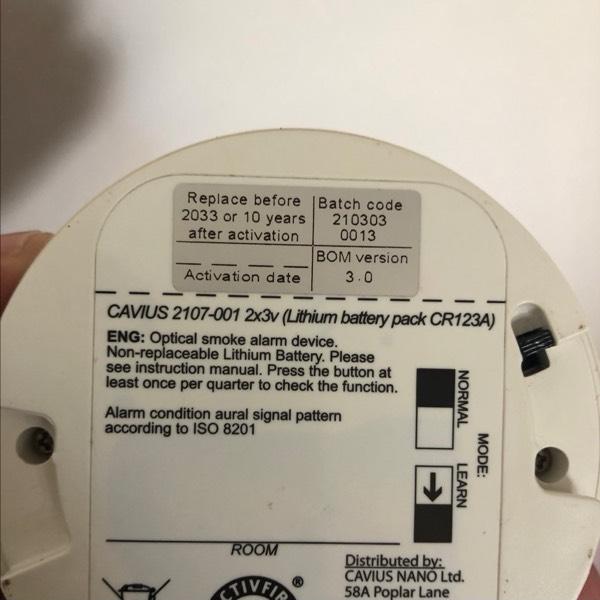 Replace before
2033 or 10 years
after activation
Activation date
Batch code
210303
0013
BOM version
3.0
CAVIUS 2107-001 2x3v (Lithium battery pack CR123A)
ENG: Optical smoke alarm device.
Non-replaceable Lithium Battery. Please
see instruction manual. Press the button at
least once per quarter to check the function.
Alarm condition aural signal pattern
according to ISO 8201
NORMAL
MODE:
LEARN
ROOM
Distributed by:
CAVIUS NANO Ltd.
58A Poplar Lane
®